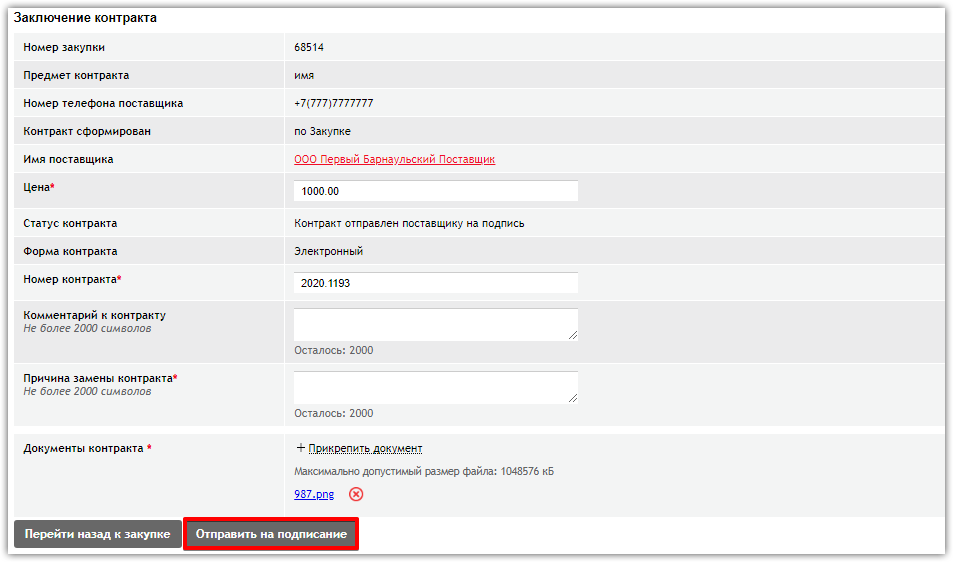 Заключение контракта
Номер закупки 68514
Предмет контракта имя
Номер телефона поставщика +7(777)7777777
Контракт сформирован по Закупке
Имя поставщика ООО Первый Барнаульский Поставщик
Цена* 1000.00
Статус контракта Контракт отправлен поставщику на подпись
Форма контракта Электронный
Номер контракта* 2020.1193
Комментарий к контракту
Не более 2000 символов
Осталось: 2000
Причина замены контракта*
Не более 2000 символов
Осталось: 2000
Документы контракта * + Прикрепить документ
Максимально допустимый размер файла: 1048576 кБ
987.png
Перейти назад к закупке Отправить на подписание